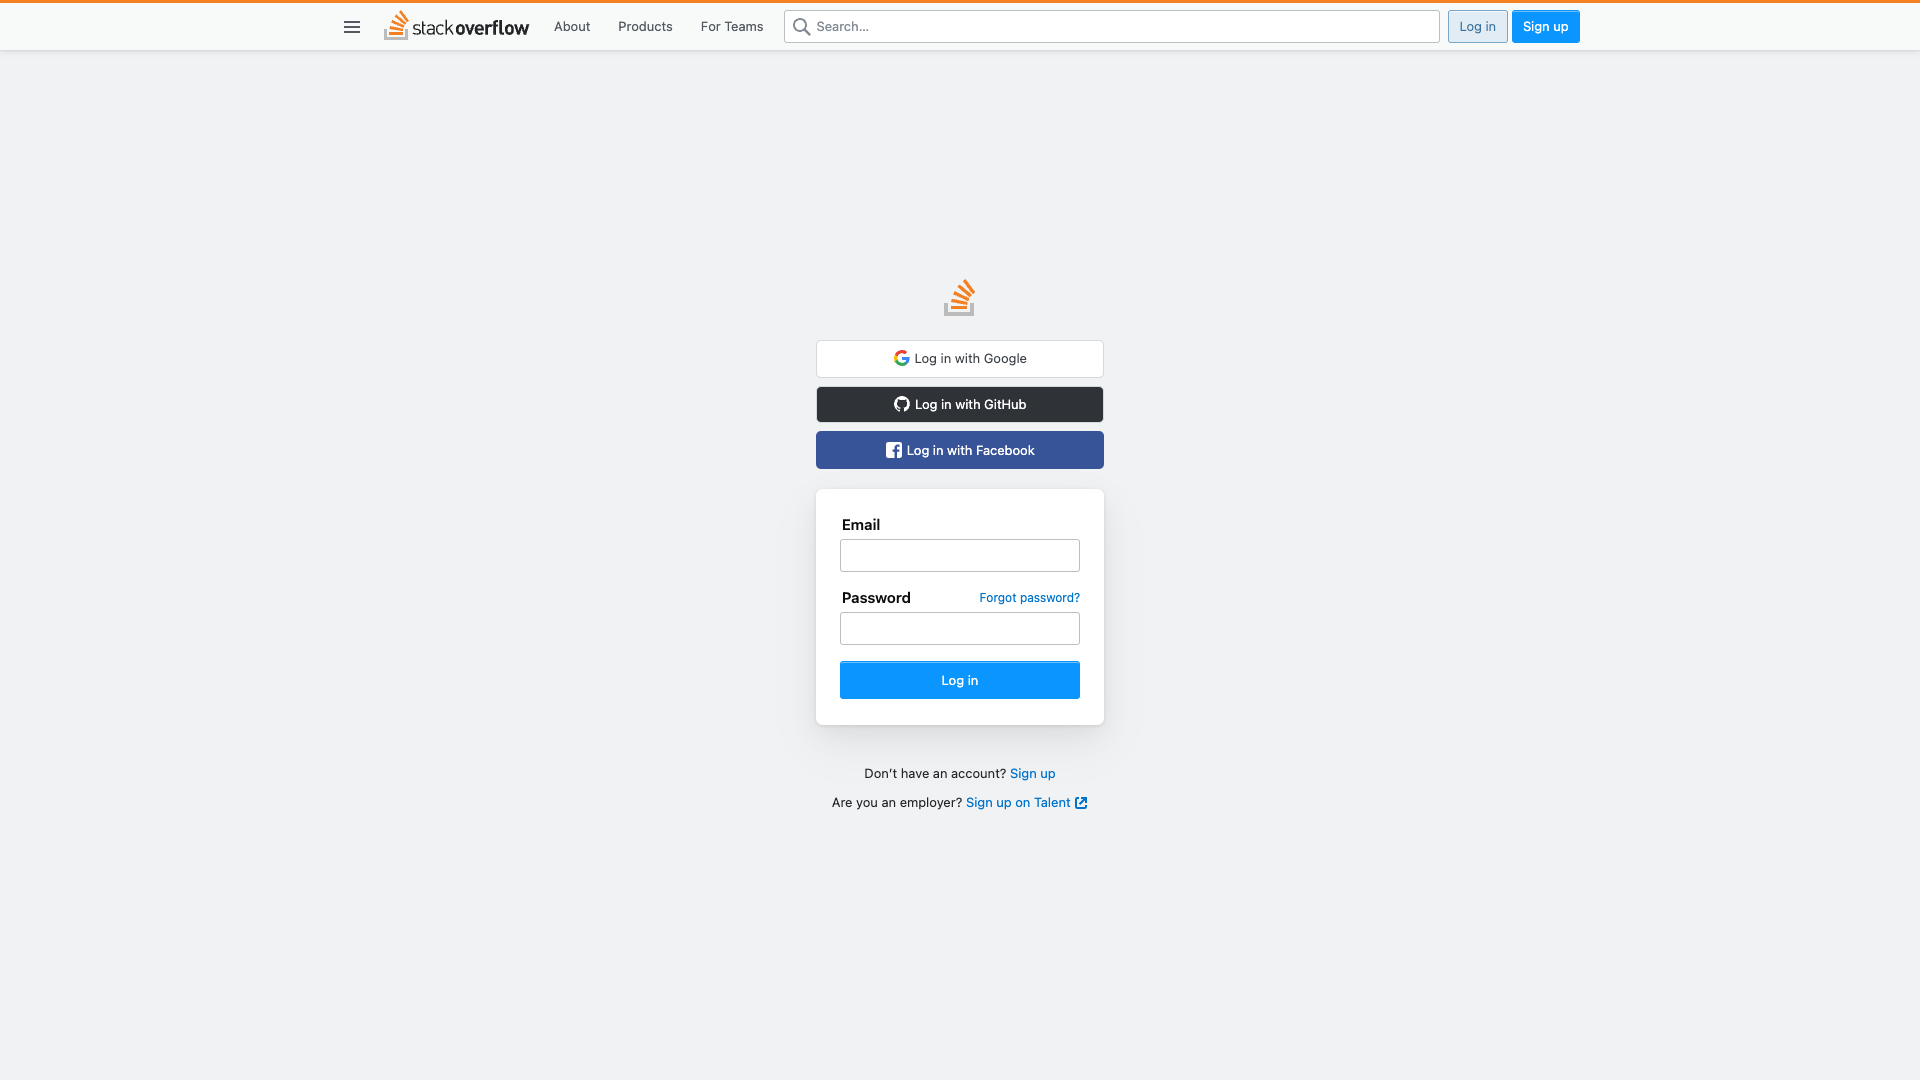 stackoverflow About Products For Teams Search... Log in Sign up
Log in with Google
Log in with GitHub
Log in with Facebook
Email
Password Forgot password?
Log in
Don't have an account? Sign up
Are you an employer? Sign up on Talent